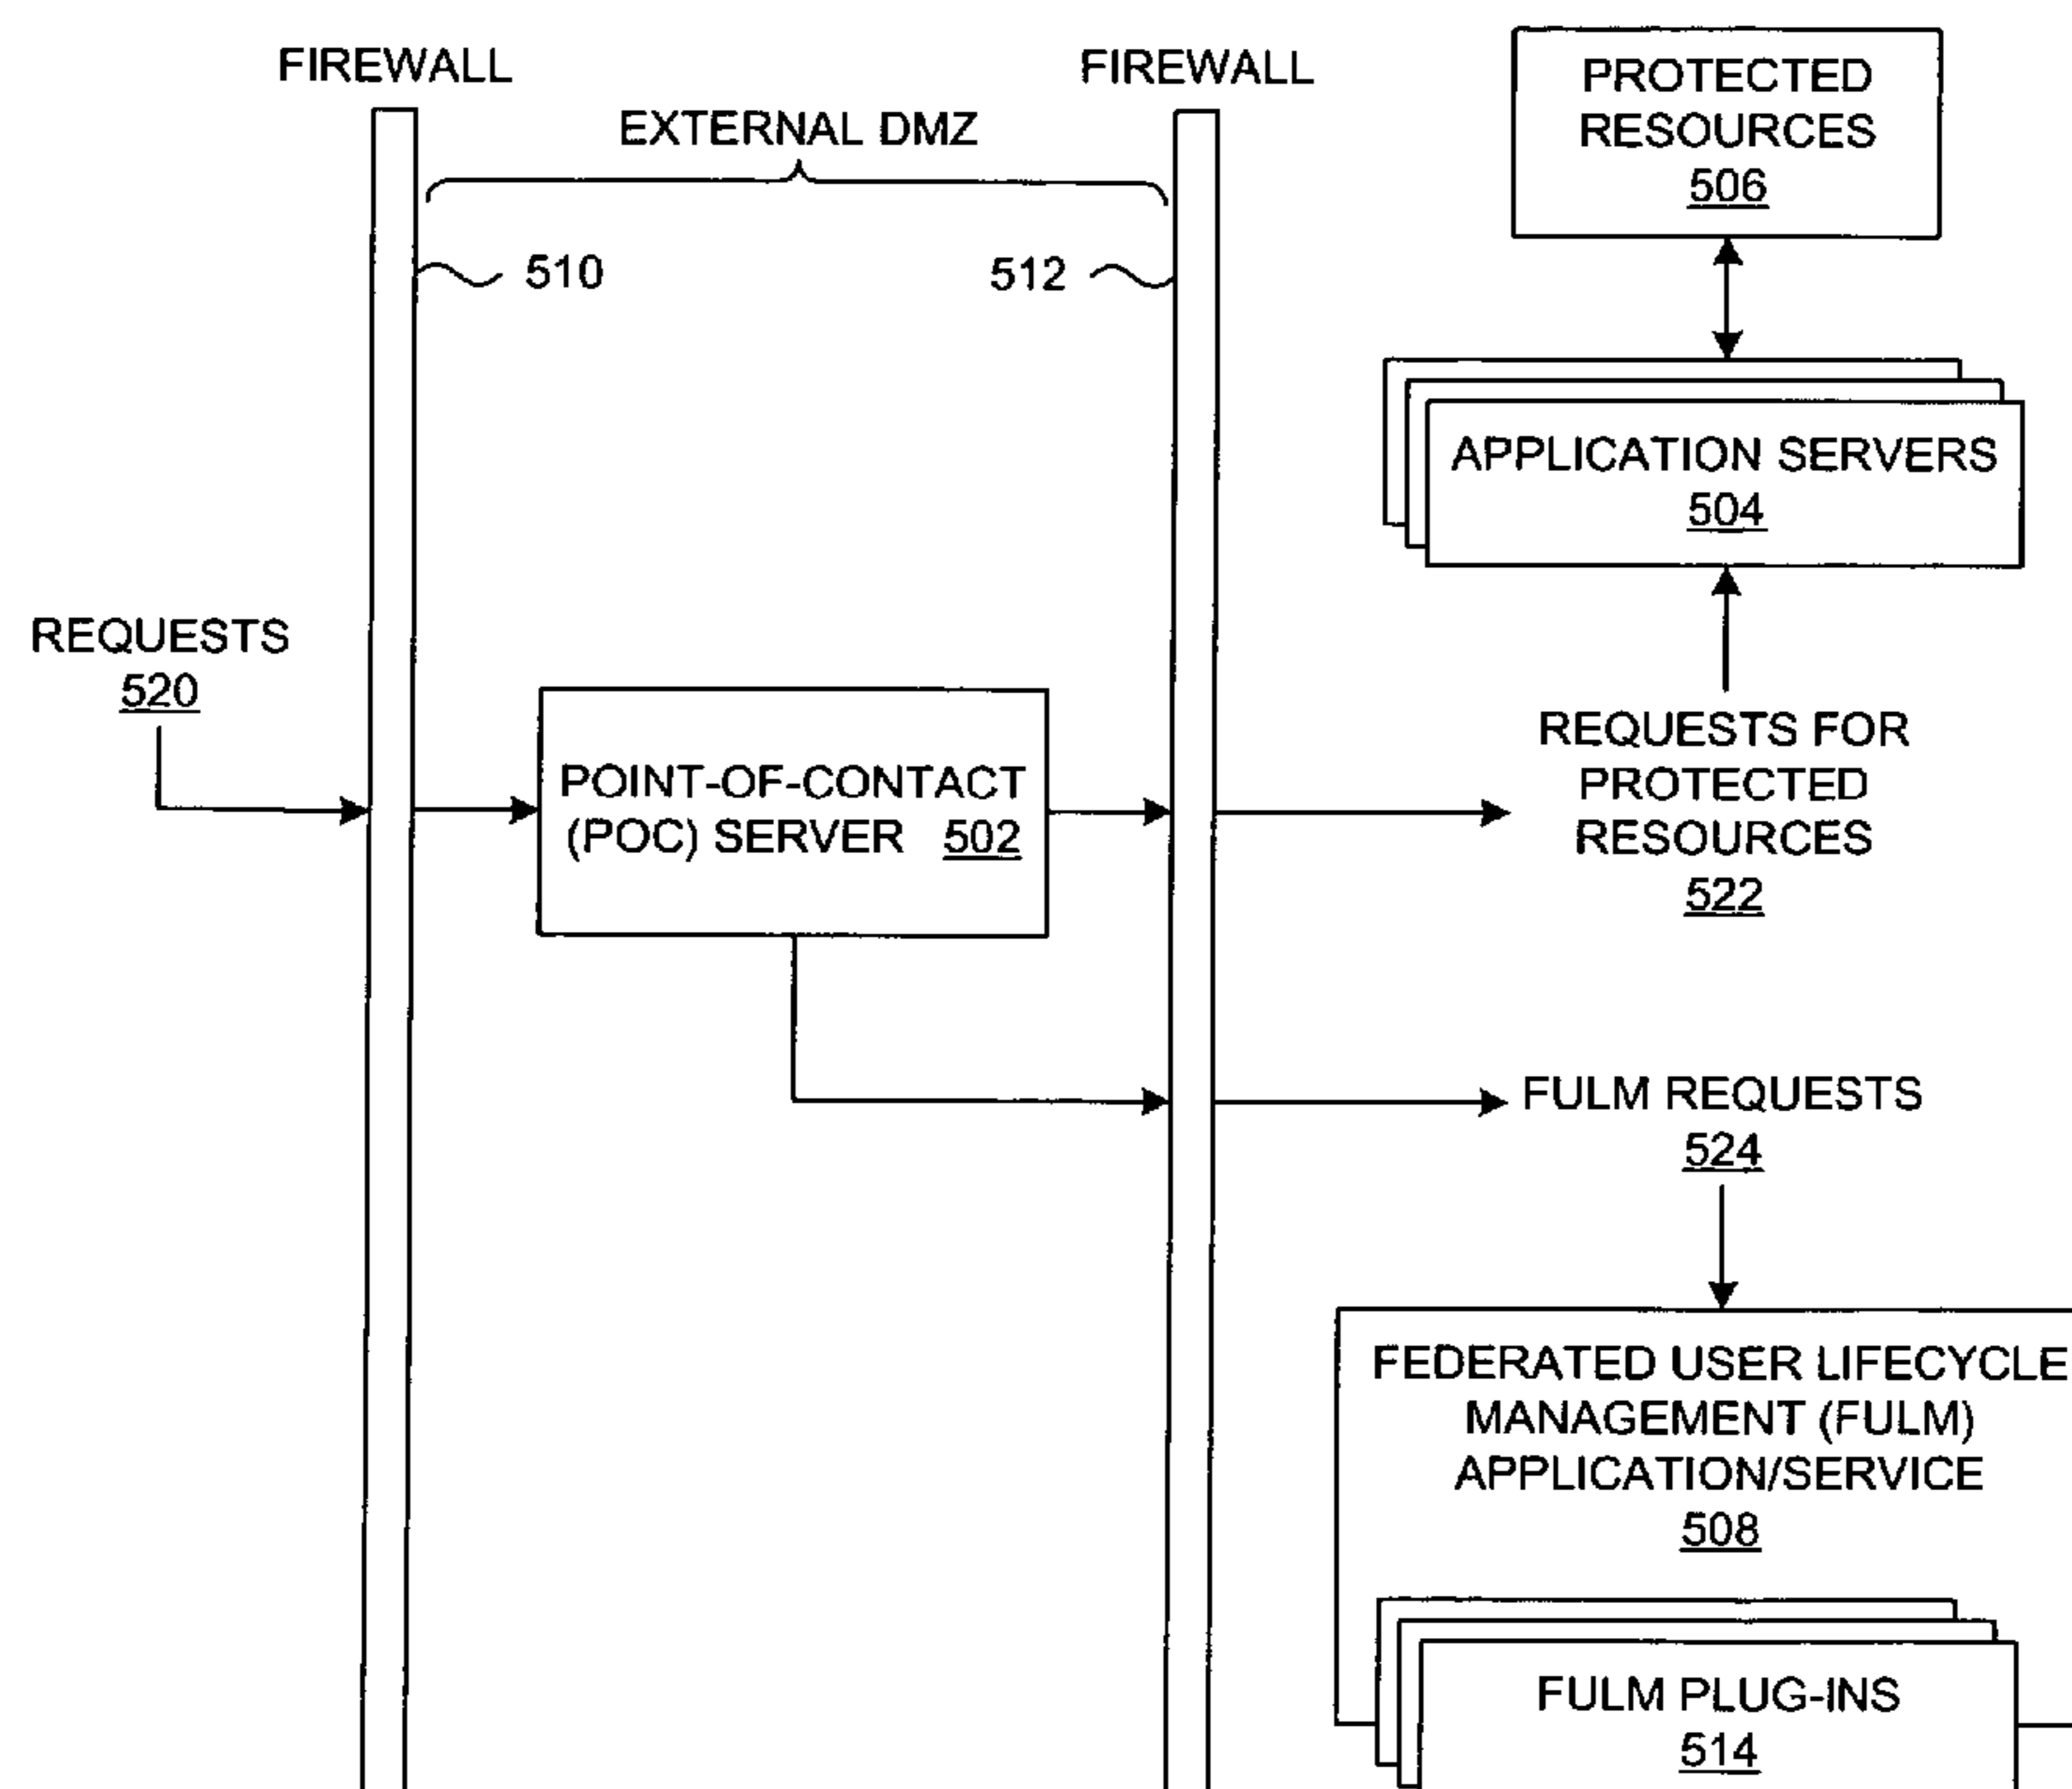 FIREWALL
FIREWALL
EXTERNAL DMZ
510
512
PROTECTED
RESOURCES
506
APPLICATION SERVERS
504
REQUESTS
520
POINT-OF-CONTACT
(POC) SERVER 502
REQUESTS FOR
PROTECTED
RESOURCES
522
FULM REQUESTS
524
FEDERATED USER LIFECYCLE
MANAGEMENT (FULM)
APPLICATION/SERVICE
508
FULM PLUG-INS
514